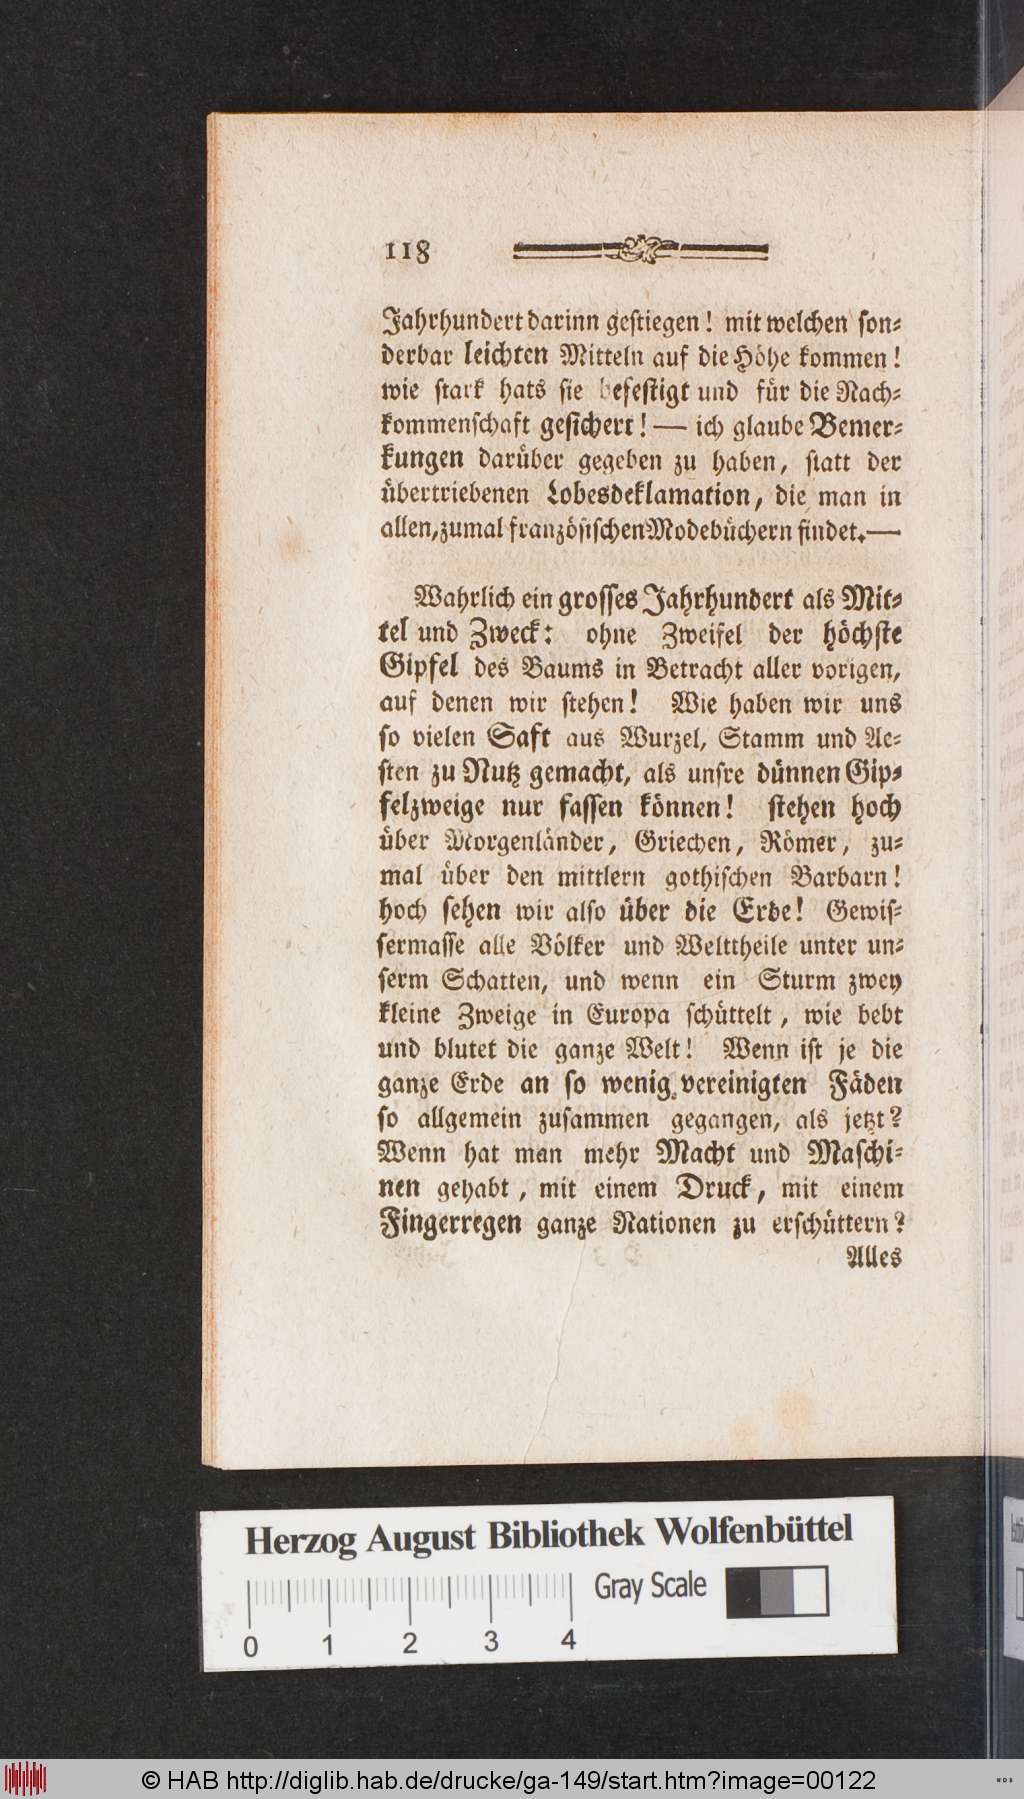 118
Jahrhundert darinn gestiegen! mit welchen son-
derbar leichten Mitteln auf die Höhe kommen!
wie stark hats sie befestigt und für die Nach-
kommenschaft gesichert! — ich glaube Bemer-
kungen darüber gegeben zu haben, statt der
übertriebenen Lobesdeklamation, die man in
allen, zumal französischen Modebüchern findet. —
Wahrlich ein grosses Jahrhundert als Mit-
tel und Zweck: ohne Zweifel der höchste
Gipfel des Baums in Betracht aller vorigen,
auf denen wir stehen! Wie haben wir uns
so vielen Saft aus Wurzel, Stamm und Ae-
sten zu Nutz gemacht, als unsre dünnen Gip-
felzweige nur fassen können! stehen hoch
über Morgenländer, Griechen, Römer, zu-
mal über den mittlern gothischen Barbarn!
hoch sehen wir also über die Erde! Gewis-
sermasse alle Völker und Welttheile unter un-
serm Schatten, und wenn ein Sturm zwey
kleine Zweige in Europa schüttelt, wie bebt
und blutet die ganze Welt! Wenn ist je die
ganze Erde an so wenig vereinigten Fäden
so allgemein zusammen gegangen, als jetzt?
Wenn hat man mehr Macht und Maschi-
nen gehabt, mit einem Druck, mit einem
Fingerregen ganze Nationen zu erschüttern?
Alles
Herzog August Bibliothek Wolfenbüttel
Gray Scale
0 1 2 3 4
© HAB http://diglib.hab.de/drucke/ga-149/start.htm?image=00122